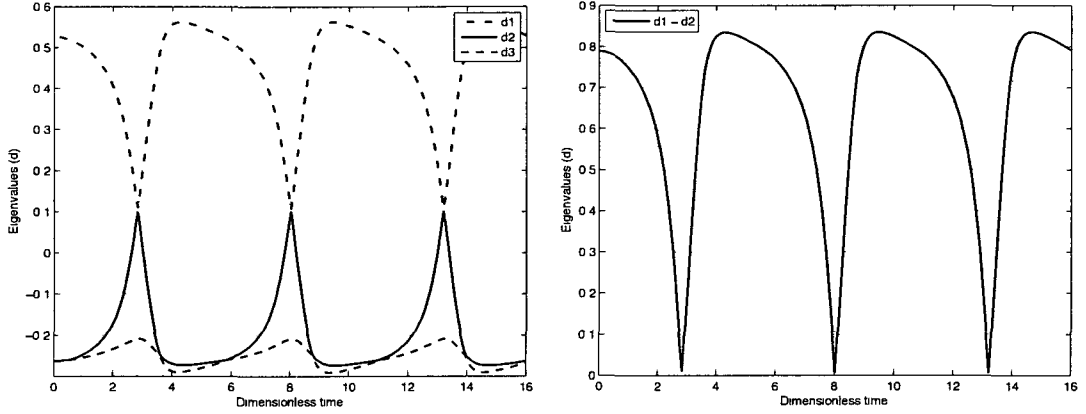 0 6
0 5
0 4
0 3
0 2
0 1
0
−0 1
−0 2
Eigenvalues (d)
d1
d2
d3
0 2 4 6 8 10 12 14 16
Dimensionless time
0 9
0 8
0 7
0 6
0 5
0 4
0 3
0 2
0 1
0
Eigenvalues (d)
d1 − d2
0 2 4 6 8 10 12 14 16
Dimensionless time